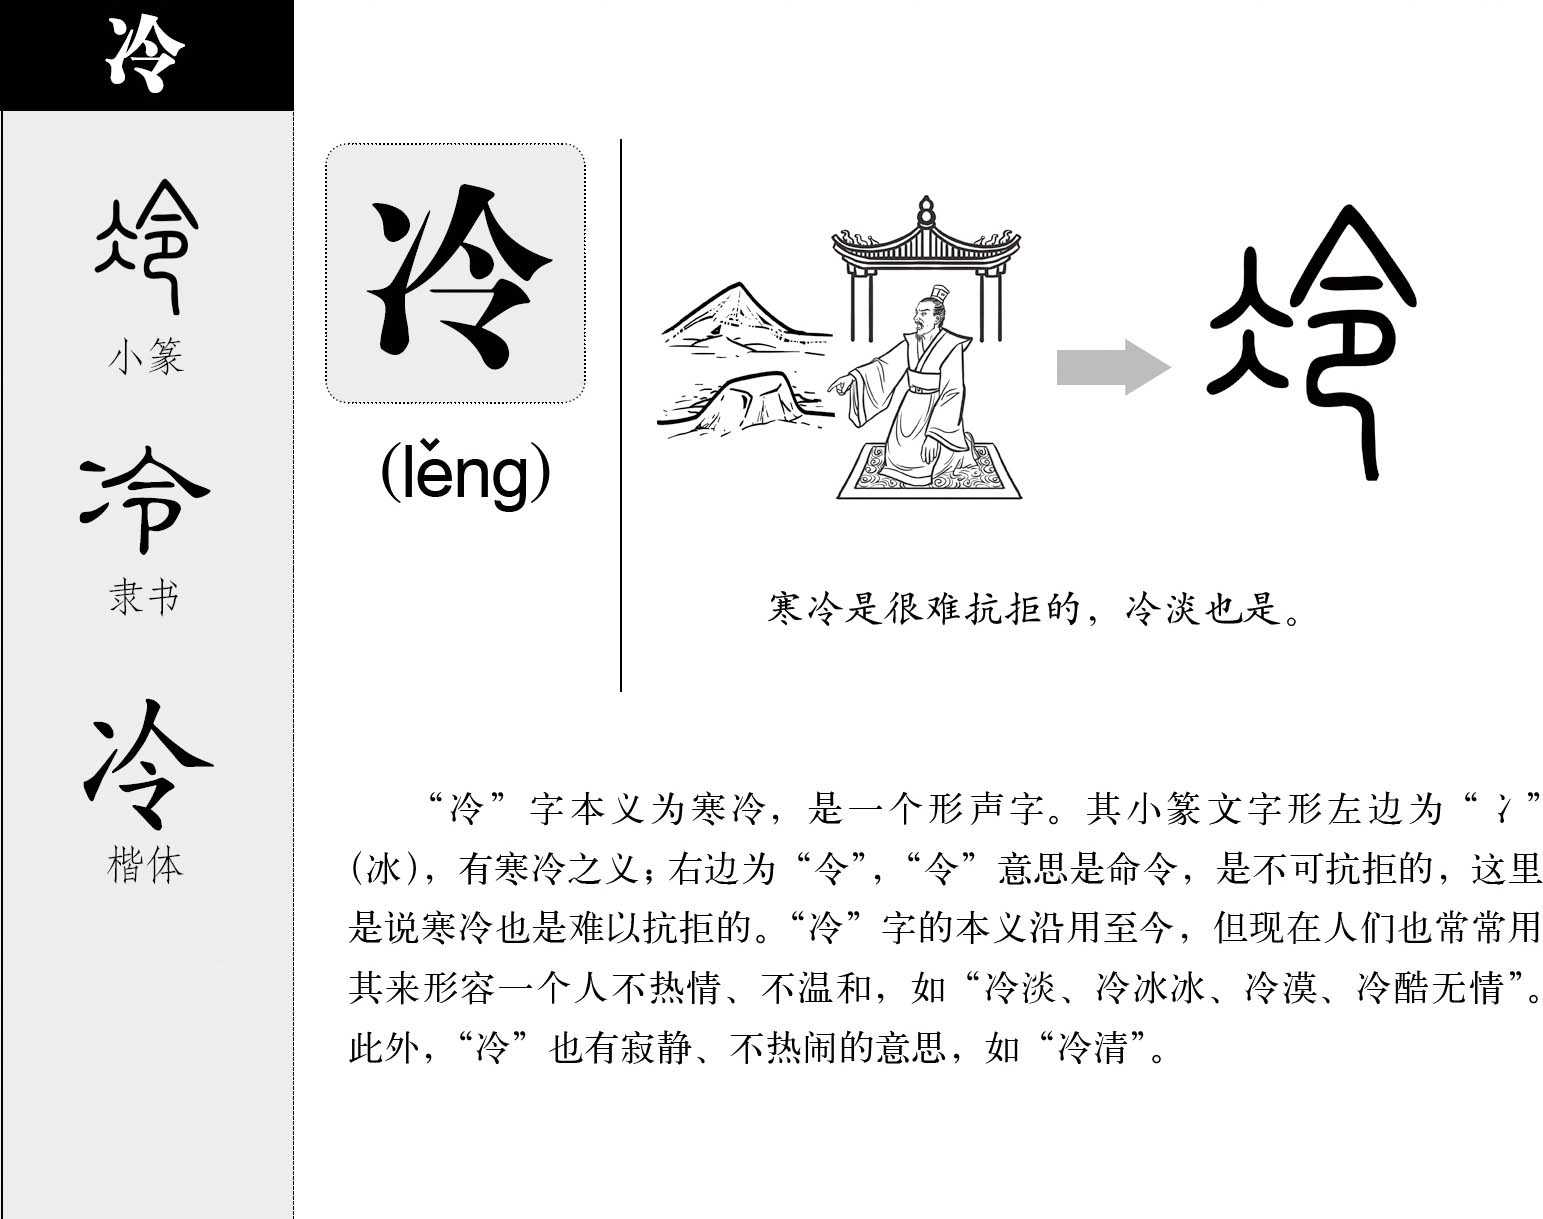 冷
冷
小篆
冷
隶书
冷
楷体
冷
(lěng)
冷
寒冷是很难抗拒的，冷淡也是。
“冷”字本义为寒冷，是一个形声字。其小篆文字形左边为“冫”
（冰），有寒冷之义；右边为“令”，“令”意思是命令，是不可抗拒的，这里
是说寒冷也是难以抗拒的。“冷”字的本义沿用至今，但现在人们也常常用
其来形容一个人不热情、不温和，如“冷淡、冷冰冰、冷漠、冷酷无情”。
此外，“冷”也有寂静、不热闹的意思，如“冷清”。